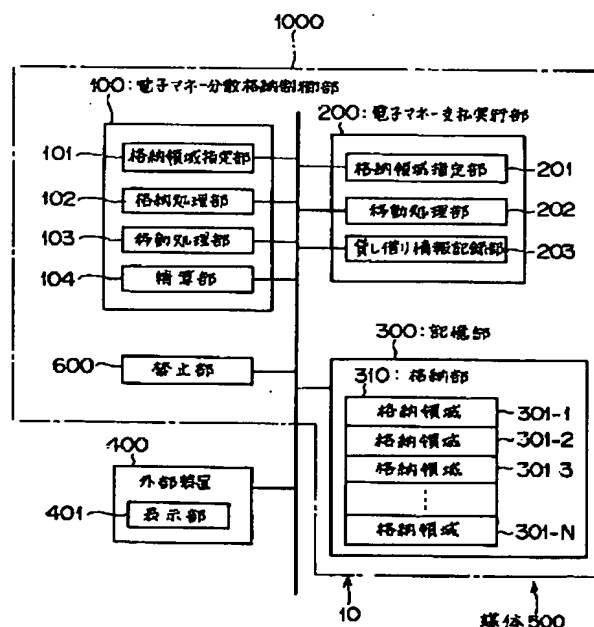 1000
100:電子マネー分散格納制御部
101 格納領域指定部
102 格納処理部
103 移動処理部
104 精算部
200:電子マネー支払実行部
格納領域指定部 201
移動処理部 202
貸し借り情報記録部 203
600 禁止部
300:記憶部
310:格納部
格納領域 301-1
格納領域 301-2
格納領域 301-3
格納領域 301-N
400
外部装置
401 表示部
10
媒体500